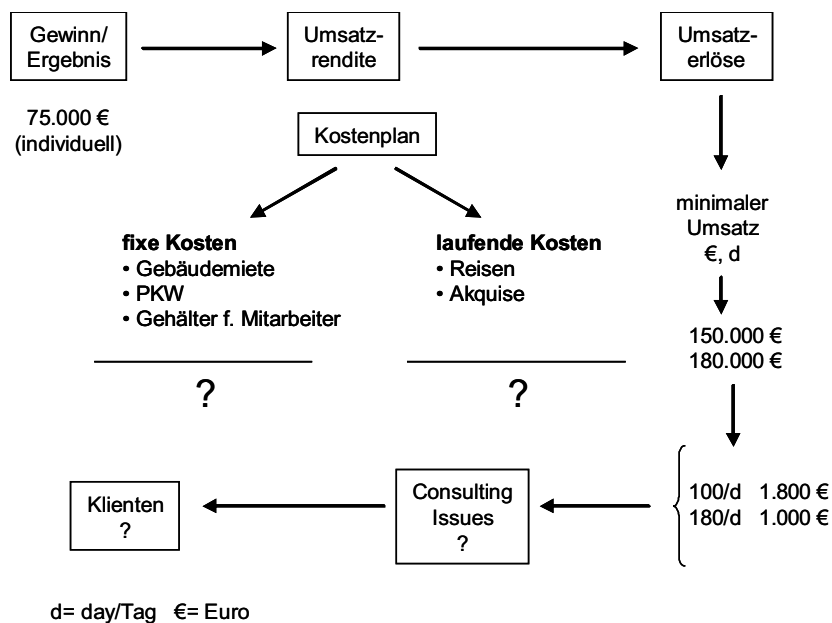 Gewinn/
Ergebnis
Umsatz-
rendite
Umsatz-
erlöse
75.000 €
(individuell)
Kostenplan
minimaler
Umsatz
€, d
fixe Kosten
• Gebäudemiete
• PKW
• Gehälter f. Mitarbeiter
laufende Kosten
• Reisen
• Akquise
150.000 €
180.000 €
?
?
100/d 1.800 €
180/d 1.000 €
Consulting
Issues
?
Klienten
?
d= day/Tag €= Euro